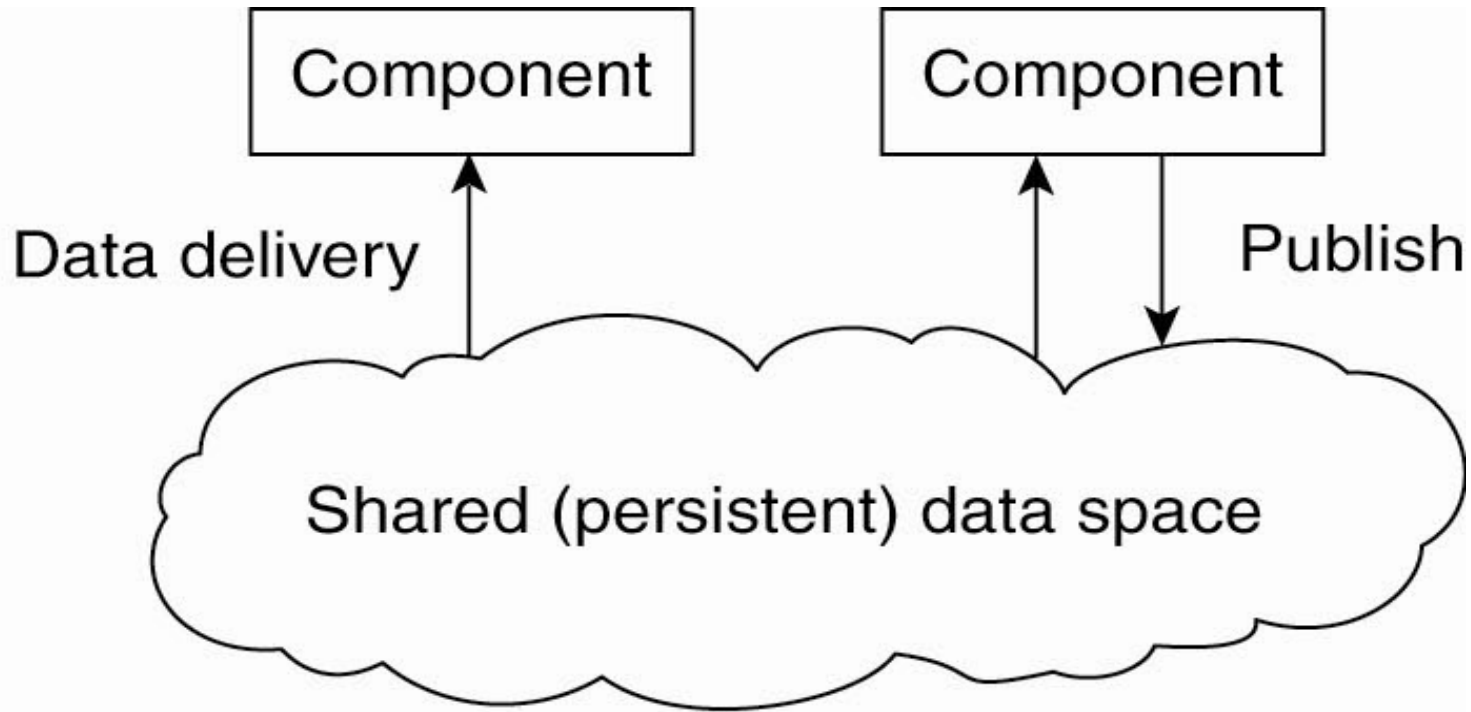 Component
Component
Data delivery
Publish
Shared (persistent) data space